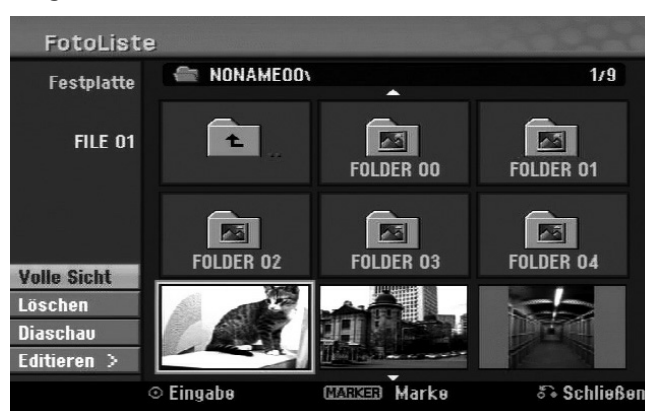 FotoListe
Festplatte
NONAME00\ 1/9
FILE 01
..
FOLDER 00 FOLDER 01
FOLDER 02 FOLDER 03 FOLDER 04
Volle Sicht
Löschen
Diaschau
Editieren >
Eingabe MARKER Marke Schließen